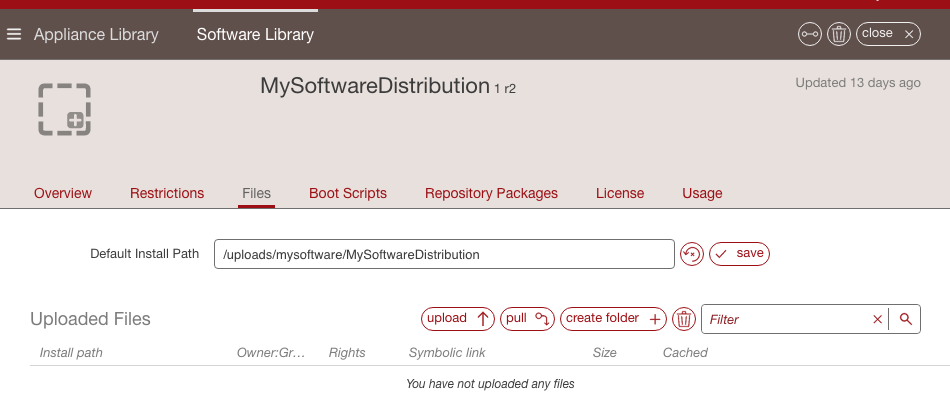 Appliance Library Software Library close
MySoftwareDistribution 1 r2 Updated 13 days ago
Overview Restrictions Files Boot Scripts Repository Packages License Usage
Default Install Path /uploads/mysoftware/MySoftwareDistribution save
Uploaded Files upload pull create folder Filter
Install path Owner:Gr... Rights Symbolic link Size Cached
You have not uploaded any files